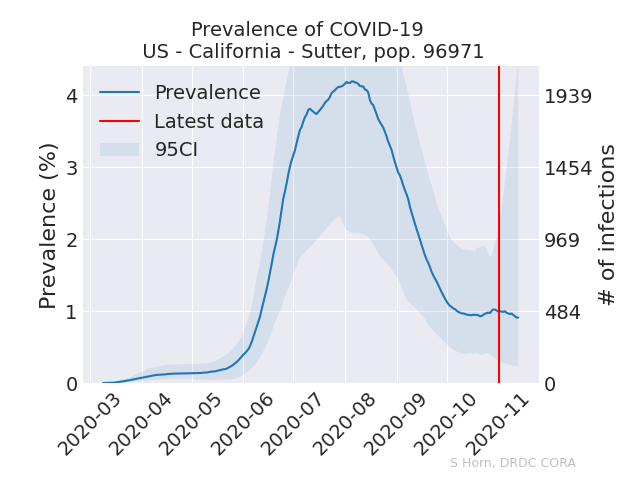 Prevalence of COVID-19
US - California - Sutter, pop. 96971
Prevalence
Latest data
95CI
Prevalence (%)
4
3
2
1
0
1939
1454
969
484
0
# of infections
2020-03
2020-04
2020-05
2020-06
2020-07
2020-08
2020-09
2020-10
2020-11
S Horn, DRDC CORA